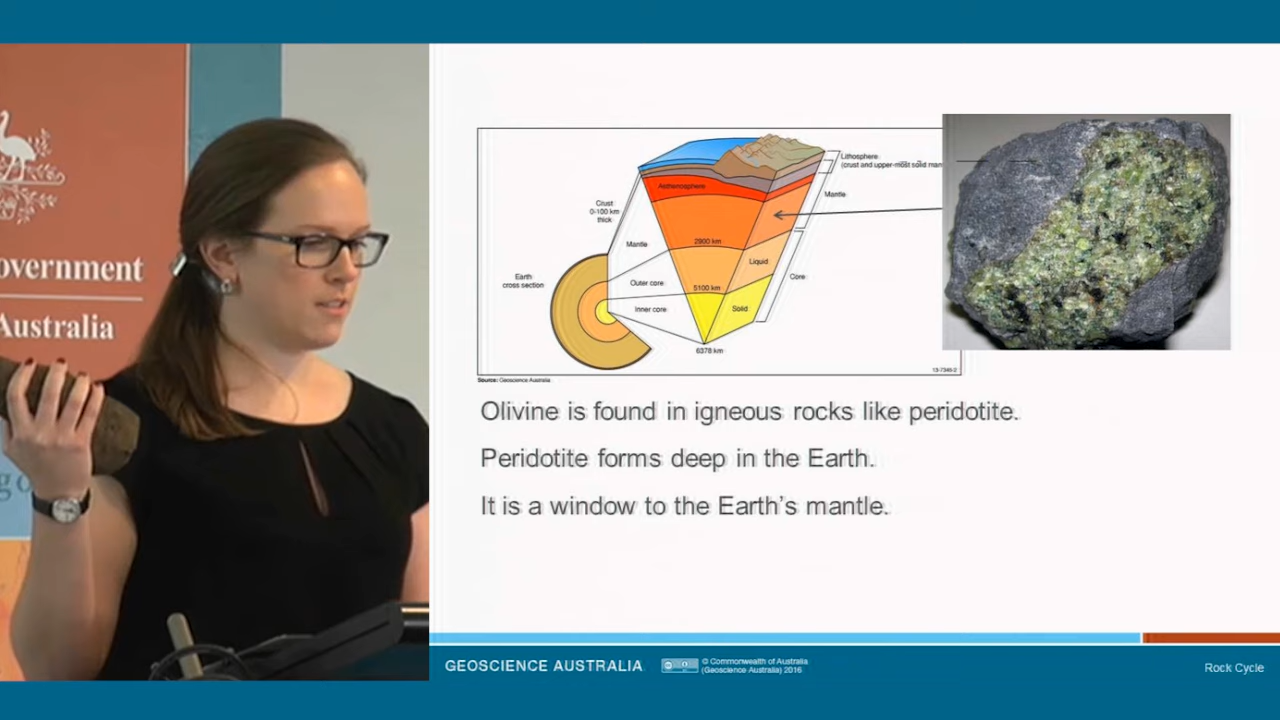 overnment
Australia
Lithosphere
(crust and upper-most solid man
Asthenosphere
Mantle
Crust
0-100 km
thick
2900 km
Mantle
Liquid
Earth
cross section
Outer core
Core
5100 km
Inner core
Solid
6378 km
13-7348-2
Source: Geoscience Australia
Olivine is found in igneous rocks like peridotite.
Peridotite forms deep in the Earth.
It is a window to the Earth's mantle.
GEOSCIENCE AUSTRALIA
© Commonwealth of Australia
(Geoscience Australia) 2016
Rock Cycle